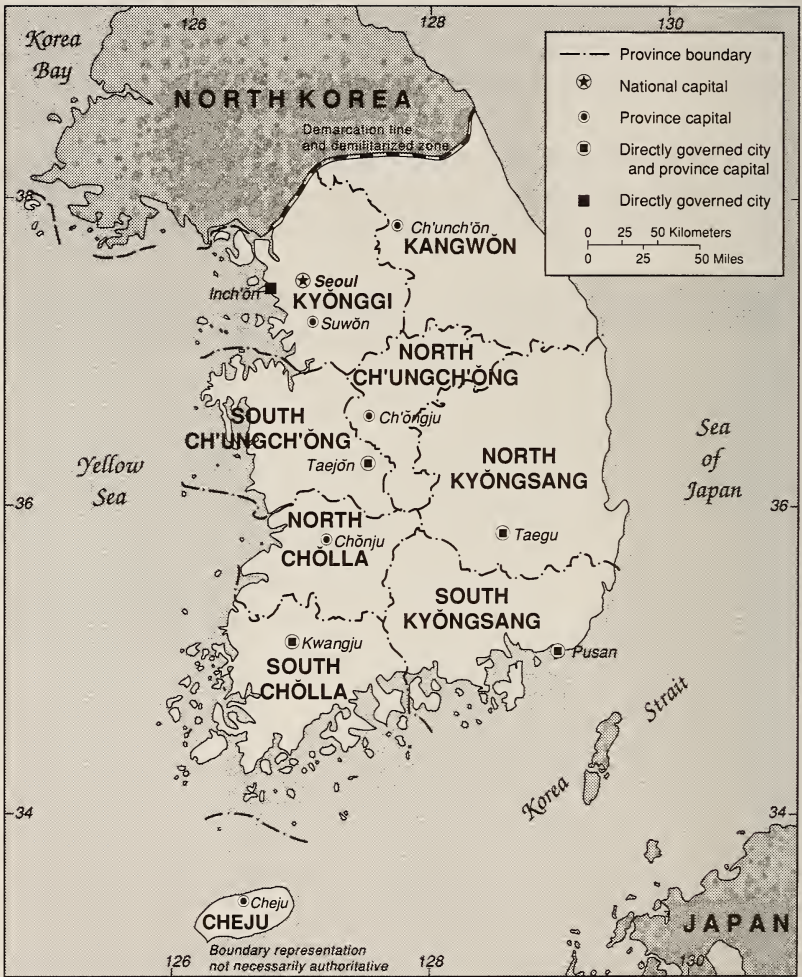 126
128
130
Korea
Bay
NORTH KOREA
Demarcation line
and demilitarized zone
Province boundary
National capital
Province capital
Directly governed city
and province capital
Directly governed city
0 25 50 Kilometers
0 25 50 Miles
38
Ch'unch'ŏn
KANGWŎN
Seoul
Inch'ŏn
KYŎNGGI
Suwŏn
NORTH
CH'UNGCH'ŎNG
SOUTH
CH'UNGCH'ŎNG
Ch'ŏngju
Taejŏn
Yellow
Sea
NORTH
KYŎNGSANG
Sea
of
Japan
36
36
NORTH
CHŎLLA
Chŏnju
Taegu
SOUTH
KYŎNGSANG
Kwangju
SOUTH
CHŎLLA
Pusan
Korea
Strait
34
34
Cheju
CHEJU
JAPAN
Boundary representation
not necessarily authoritative
126
128
130